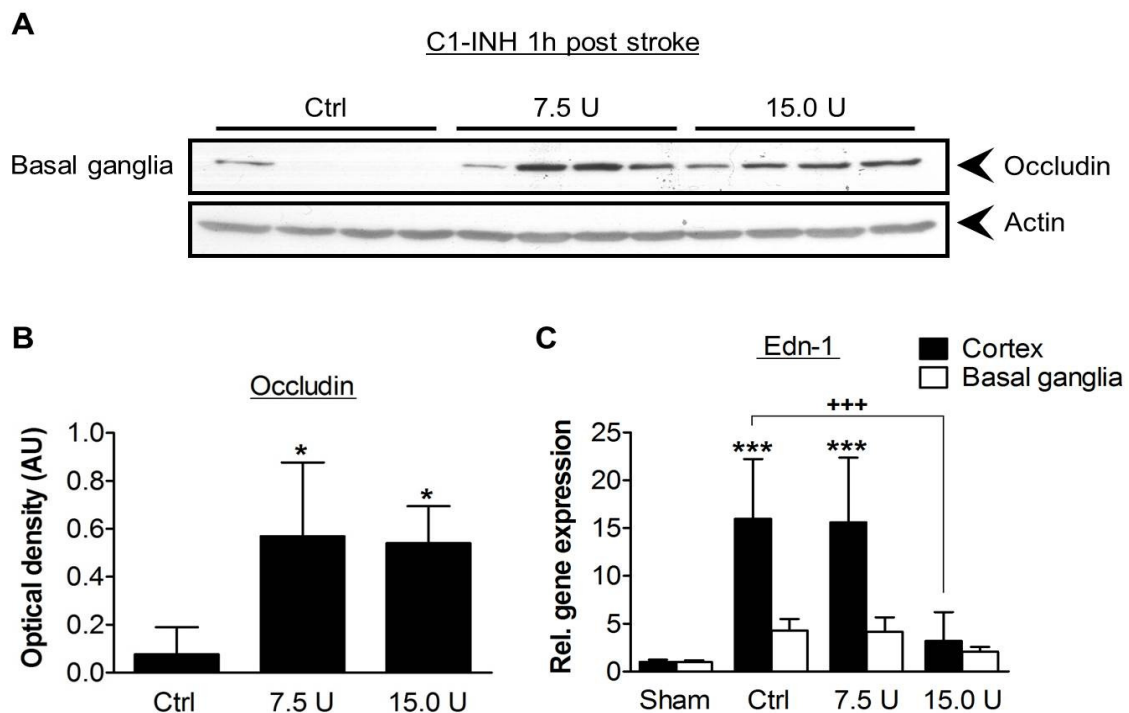 A
C1-INH 1h post stroke
Ctrl 7.5 U 15.0 U
Basal ganglia Occludin
Actin
B
Occludin
Optical density (AU)
1.0
0.8
0.6
0.4
0.2
0.0
* *
Ctrl 7.5 U 15.0 U
C
Edn-1
Cortex
Basal ganglia
+++
*** ***
Rel. gene expression
25
20
15
10
5
0
Sham Ctrl 7.5 U 15.0 U